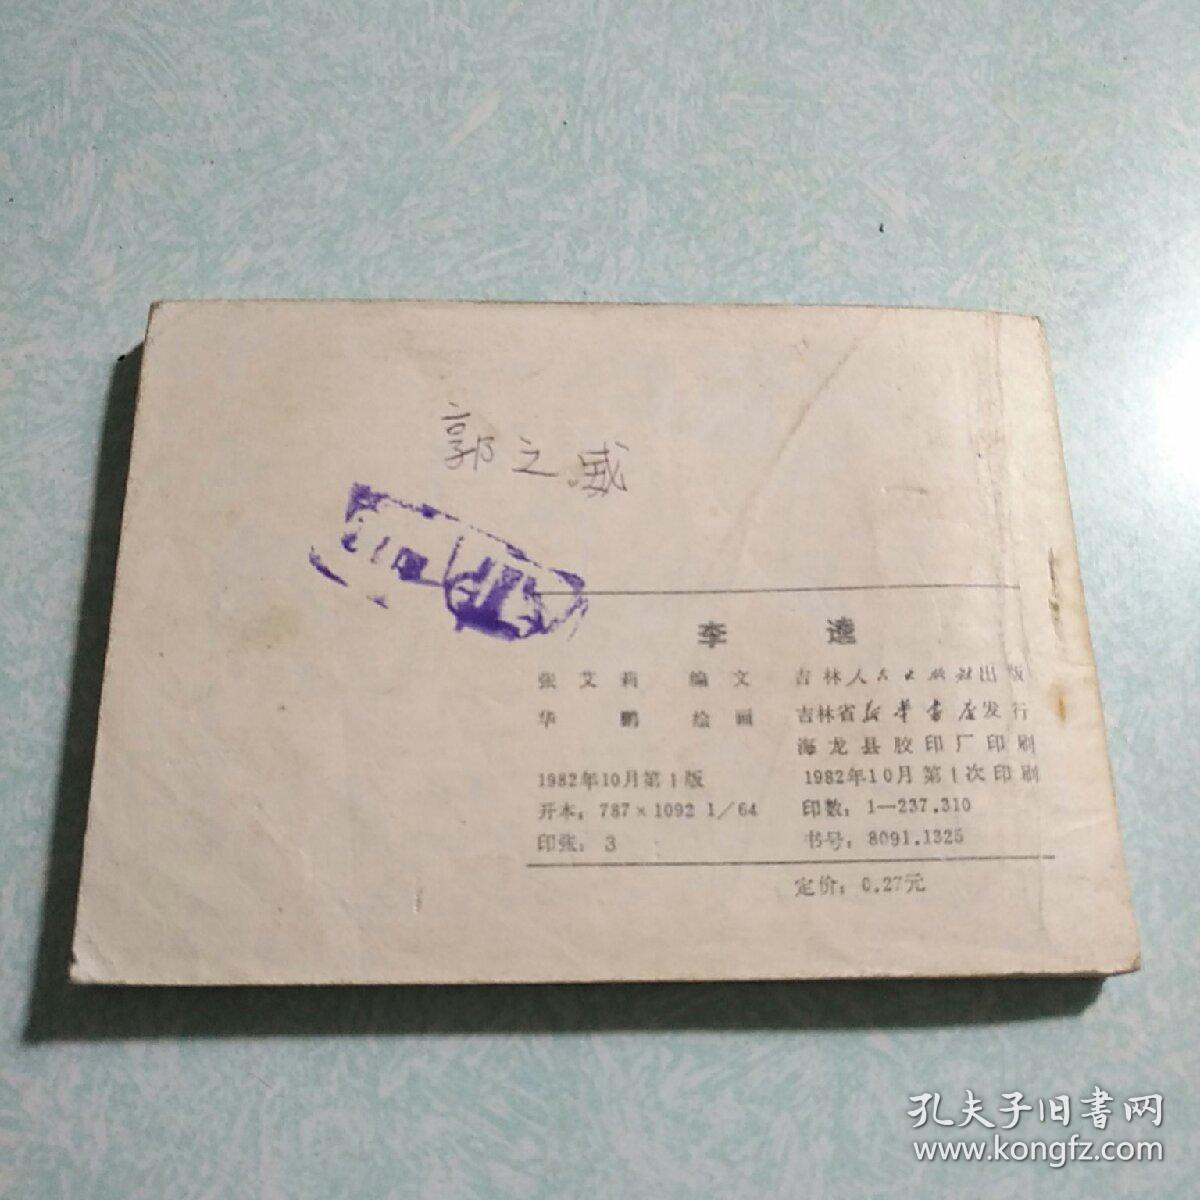 郭之威
李逵
张艾莉 编文 吉林人民出版社出版
华鹏 绘画 吉林省新华书店发行
海龙县胶印厂印刷
1982年10月第1版 1982年10月第1次印刷
开本：787×1092 1/64 印数：1—237.310
印张：3 书号：8091.1325
定价：0.27元
孔夫子旧书网
www.kongfz.com